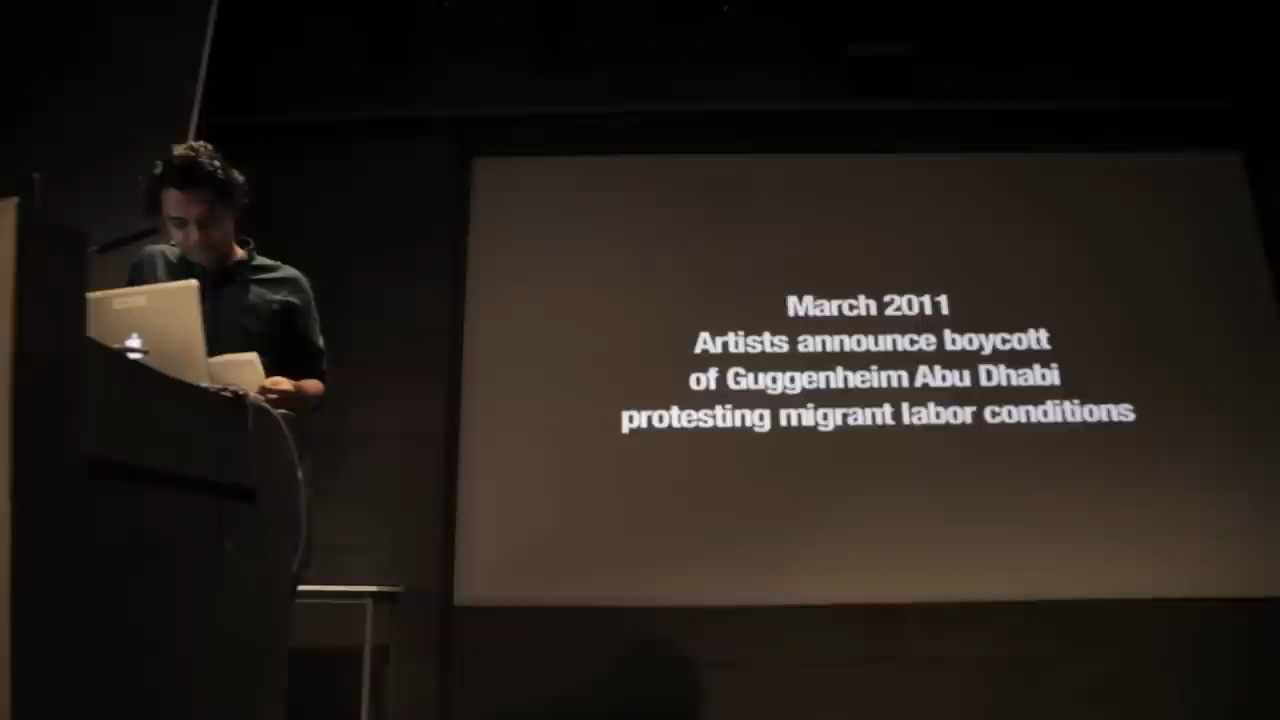 March 2011
Artists announce boycott
of Guggenheim Abu Dhabi
protesting migrant labor conditions